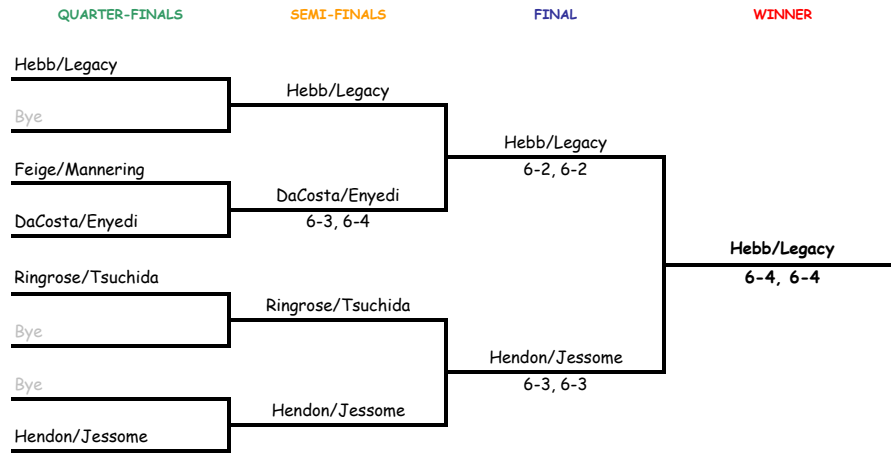 QUARTER-FINALS
SEMI-FINALS
FINAL
WINNER
Hebb/Legacy
Bye
Feige/Mannering
DaCosta/Enyedi
Ringrose/Tsuchida
Bye
Bye
Hendon/Jessome
Hebb/Legacy
DaCosta/Enyedi
6-3, 6-4
Ringrose/Tsuchida
Hendon/Jessome
Hebb/Legacy
6-2, 6-2
Hendon/Jessome
6-3, 6-3
Hebb/Legacy
6-4, 6-4